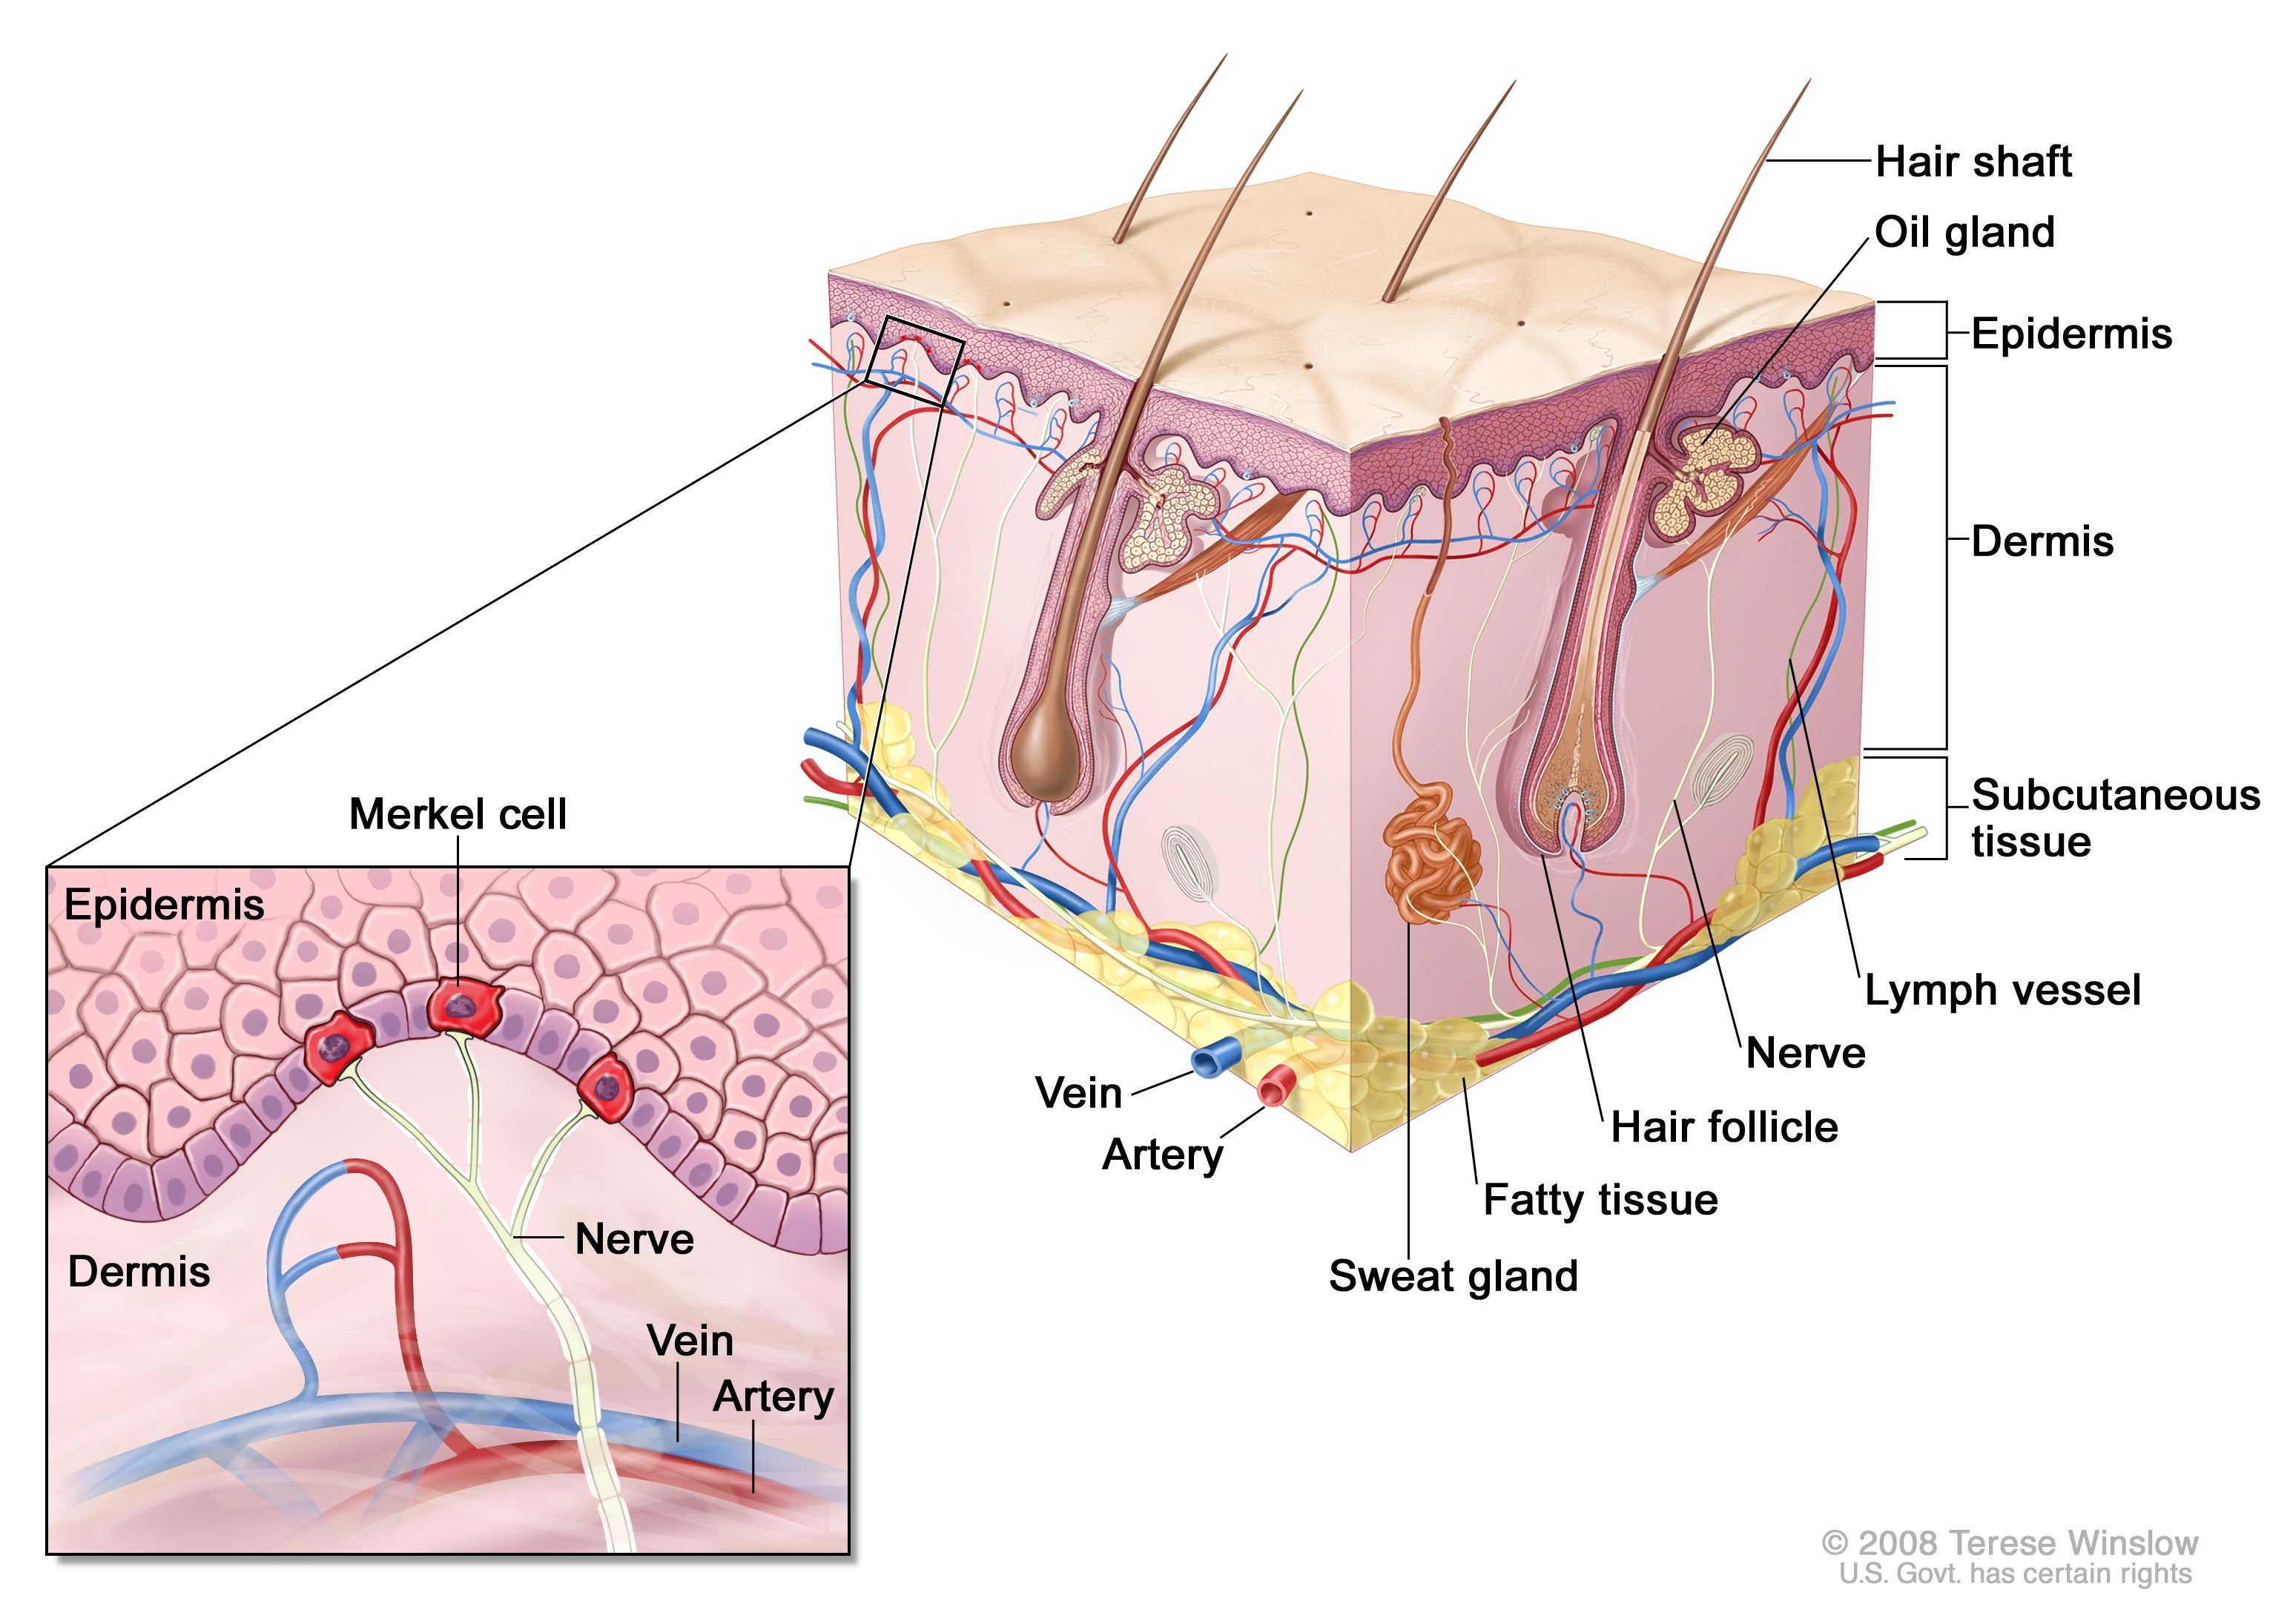 Hair shaft
Oil gland
Epidermis
Dermis
Subcutaneous
tissue
Lymph vessel
Nerve
Hair follicle
Fatty tissue
Sweat gland
Vein
Artery
Merkel cell
Epidermis
Dermis
Nerve
Vein
Artery
© 2008 Terese Winslow
U.S. Govt. has certain rights